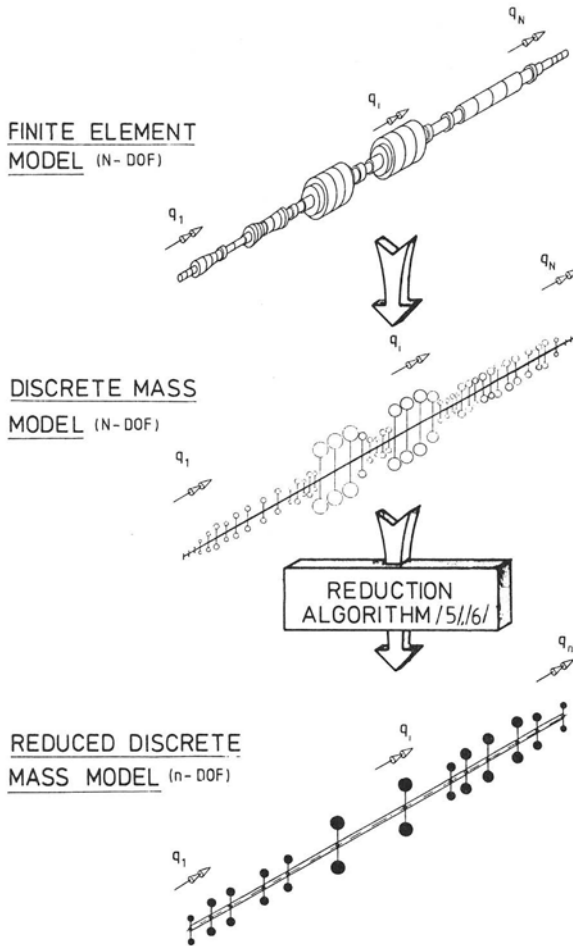 q_N
q_i
FINITE ELEMENT
MODEL (N-DOF)
q_1
q_N
q_i
DISCRETE MASS
MODEL (N-DOF)
q_1
REDUCTION
ALGORITHM /5/,/6/
q_n
REDUCED DISCRETE
q_i
MASS MODEL (n-DOF)
q_1